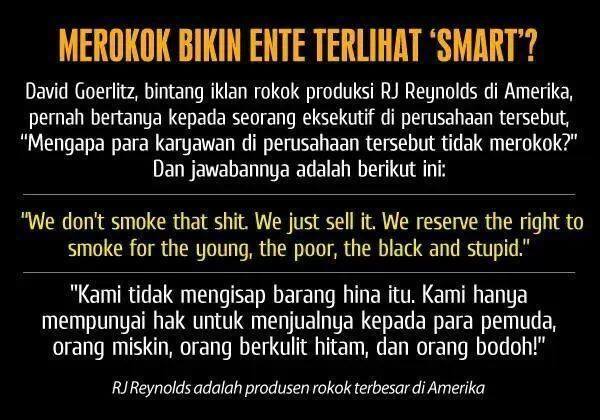 MEROKOK BIKIN ENTE TERLIHAT 'SMART'?
David Goerlitz, bintang iklan rokok produksi RJ Reynolds di Amerika,
pernah bertanya kepada seorang eksekutif di perusahaan tersebut,
“Mengapa para karyawan di perusahaan tersebut tidak merokok?”
Dan jawabannya adalah berikut ini:
“We don't smoke that shit. We just sell it. We reserve the right to
smoke for the young, the poor, the black and stupid.”
"Kami tidak mengisap barang hina itu. Kami hanya
mempunyai hak untuk menjualnya kepada para pemuda,
orang miskin, orang berkulit hitam, dan orang bodoh!”
RJ Reynolds adalah produsen rokok terbesar di Amerika